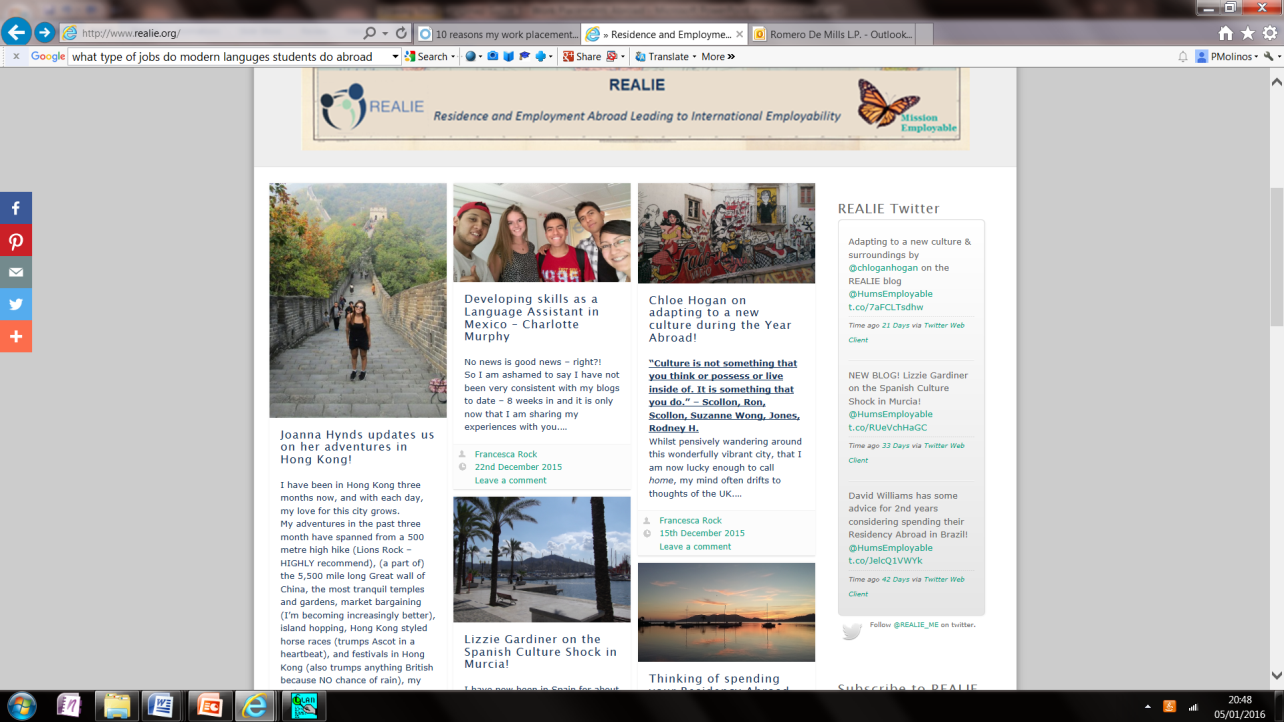 http://www.realie.org/
10 reasons my work placement...
» Residence and Employme...
Romero De Mills L.P. - Outlook...
x Google what type of jobs do modern languges students do abroad Search Share Translate More »
PMolinos
REALIE
REALIE
Residence and Employment Abroad Leading to International Employability
Mission
Employable
Joanna Hynds updates us
on her adventures in
Hong Kong!
I have been in Hong Kong three
months now, and with each day,
my love for this city grows.
My adventures in the past three
month have spanned from a 500
metre high hike (Lions Rock –
HIGHLY recommend), (a part of)
the 5,500 mile long Great wall of
China, the most tranquil temples
and gardens, market bargaining
(I'm becoming increasingly better),
island hopping, Hong Kong styled
horse races (trumps Ascot in a
heartbeat), and festivals in Hong
Kong (also trumps anything British
because NO chance of rain), my
Developing skills as a
Language Assistant in
Mexico – Charlotte
Murphy
No news is good news – right?!
So I am ashamed to say I have not
been very consistent with my blogs
to date – 8 weeks in and it is only
now that I am sharing my
experiences with you....
Francesca Rock
22nd December 2015
Leave a comment
Lizzie Gardiner on the
Spanish Culture Shock in
Murcia!
I have now been in Spain for about
Chloe Hogan on
adapting to a new
culture during the Year
Abroad!
"Culture is not something that
you think or possess or live
inside of. It is something that
you do." – Scollon, Ron,
Scollon, Suzanne Wong, Jones,
Rodney H.
Whilst pensively wandering around
this wonderfully vibrant city, that I
am now lucky enough to call
home, my mind often drifts to
thoughts of the UK....
Francesca Rock
15th December 2015
Leave a comment
Thinking of spending
your Residency Abroad
REALIE Twitter
Adapting to a new culture &
surroundings by
@chloganhogan on the
REALIE blog
@HumsEmployable
t.co/7aFCLTsdhw
Time ago 21 Days via Twitter Web
Client
NEW BLOG! Lizzie Gardiner
on the Spanish Culture
Shock in Murcia!
@HumsEmployable
t.co/RUeVchHaGC
Time ago 33 Days via Twitter Web
Client
David Williams has some
advice for 2nd years
considering spending their
Residency Abroad in Brazil!
@HumsEmployable
t.co/JelcQ1VWYk
Time ago 42 Days via Twitter Web
Client
Follow @REALIE_ME on twitter.
Subscribe to REALIE
20:48
05/01/2016